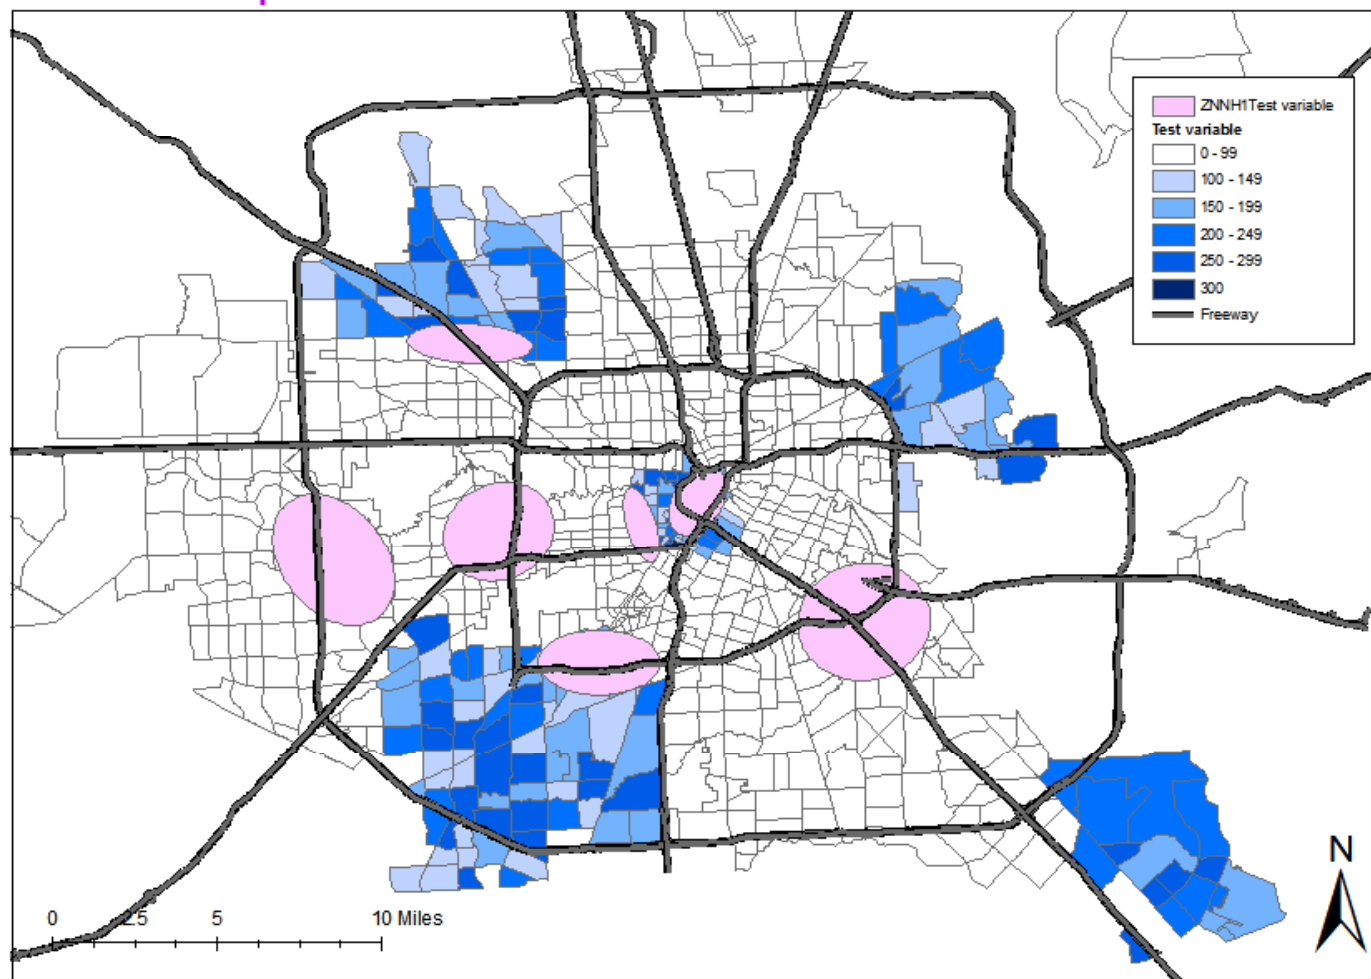 ZNNH1Test variable
Test variable
0 - 99
100 - 149
150 - 199
200 - 249
250 - 299
300
Freeway
N
0 2.5 5 10 Miles